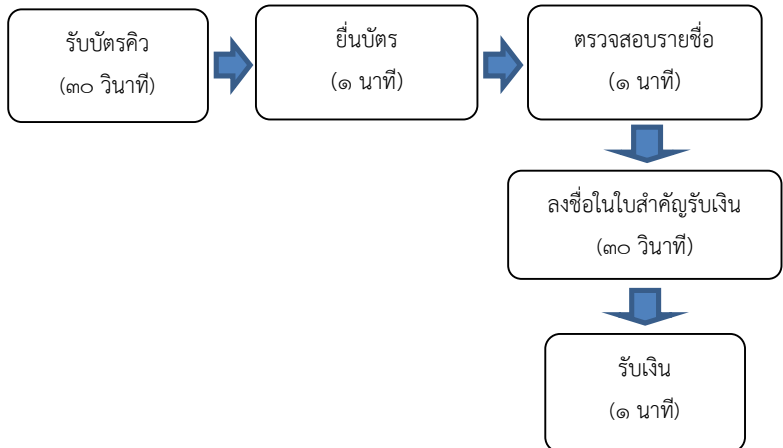 รับบัตรคิว
(๓๐ วินาที)
ยื่นบัตร
(๑ นาที)
ตรวจสอบรายชื่อ
(๑ นาที)
ลงชื่อในใบสำคัญรับเงิน
(๓๐ วินาที)
รับเงิน
(๑ นาที)